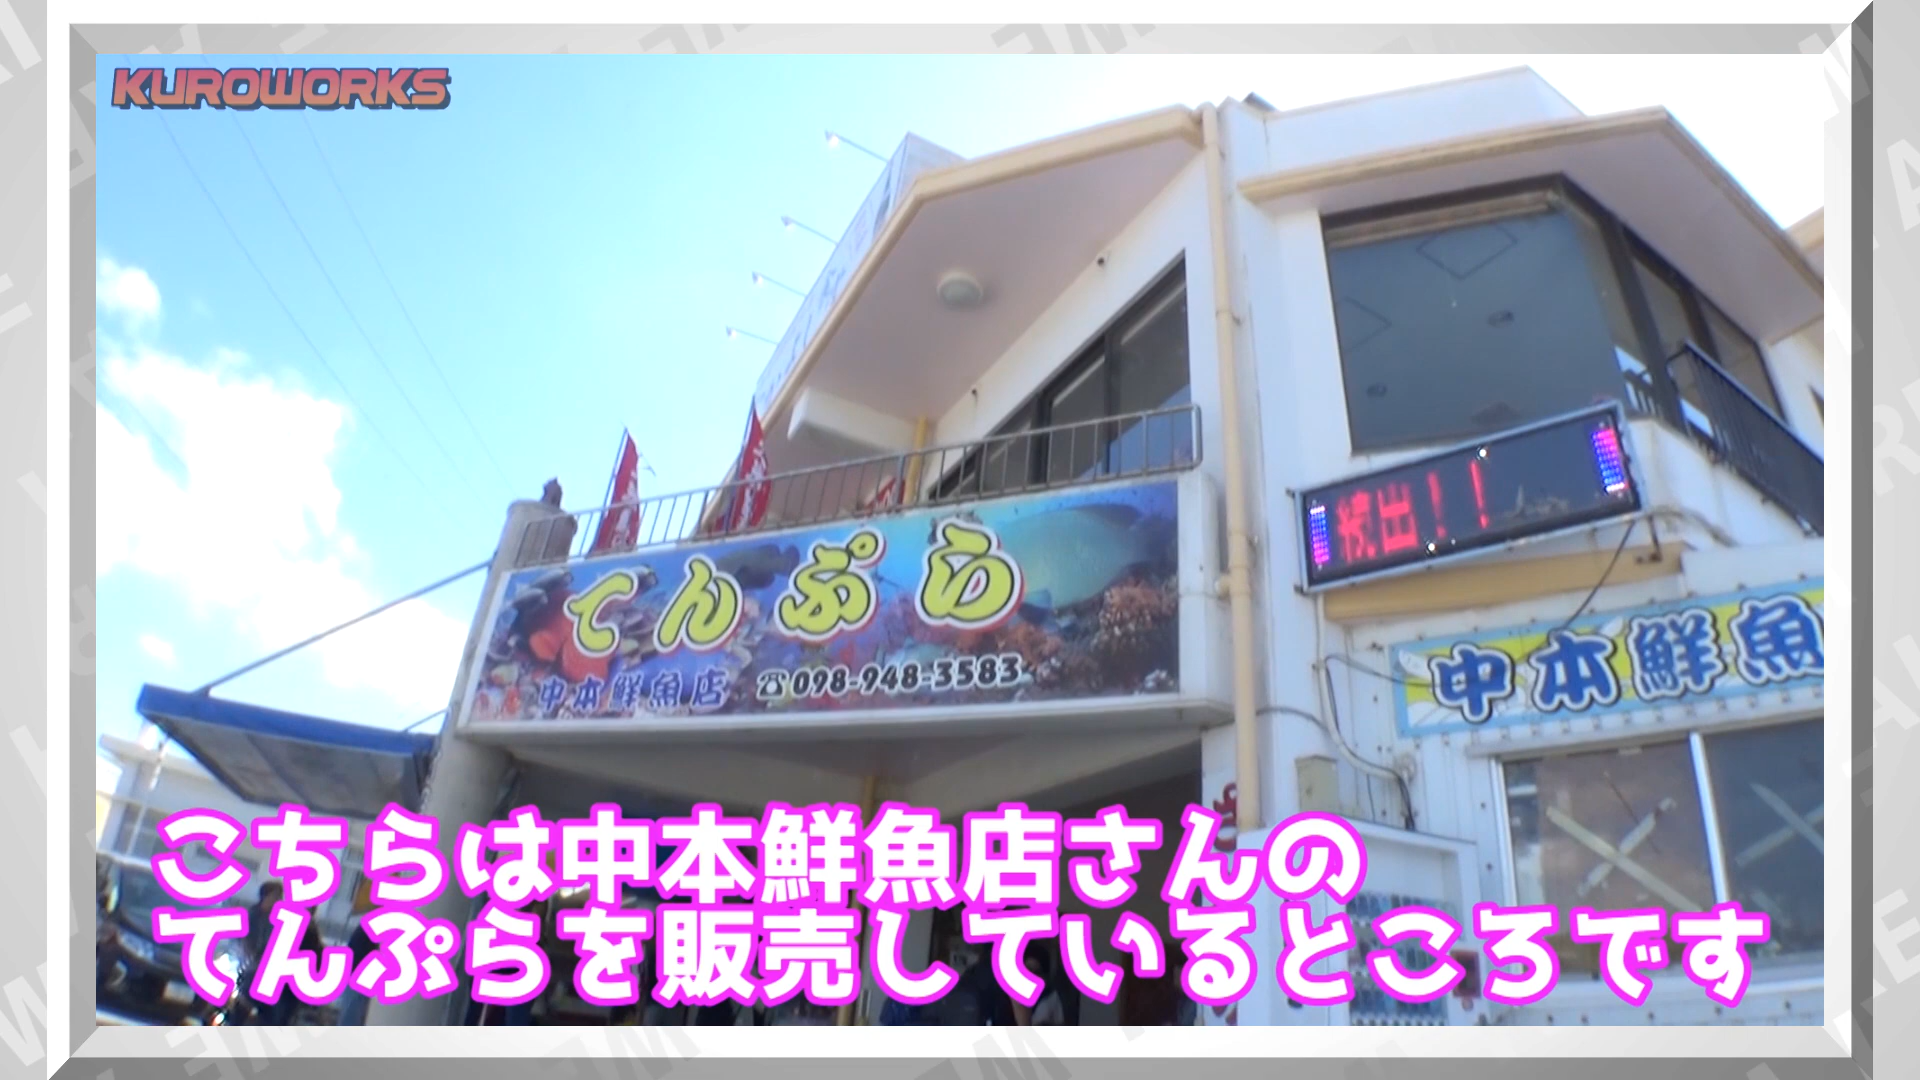 KUROWORKS
続出！！
てんぷら
中本鮮魚店 ☎098-948-3583
中本鮮魚
こちらは中本鮮魚店さんの
てんぷらを販売しているところです